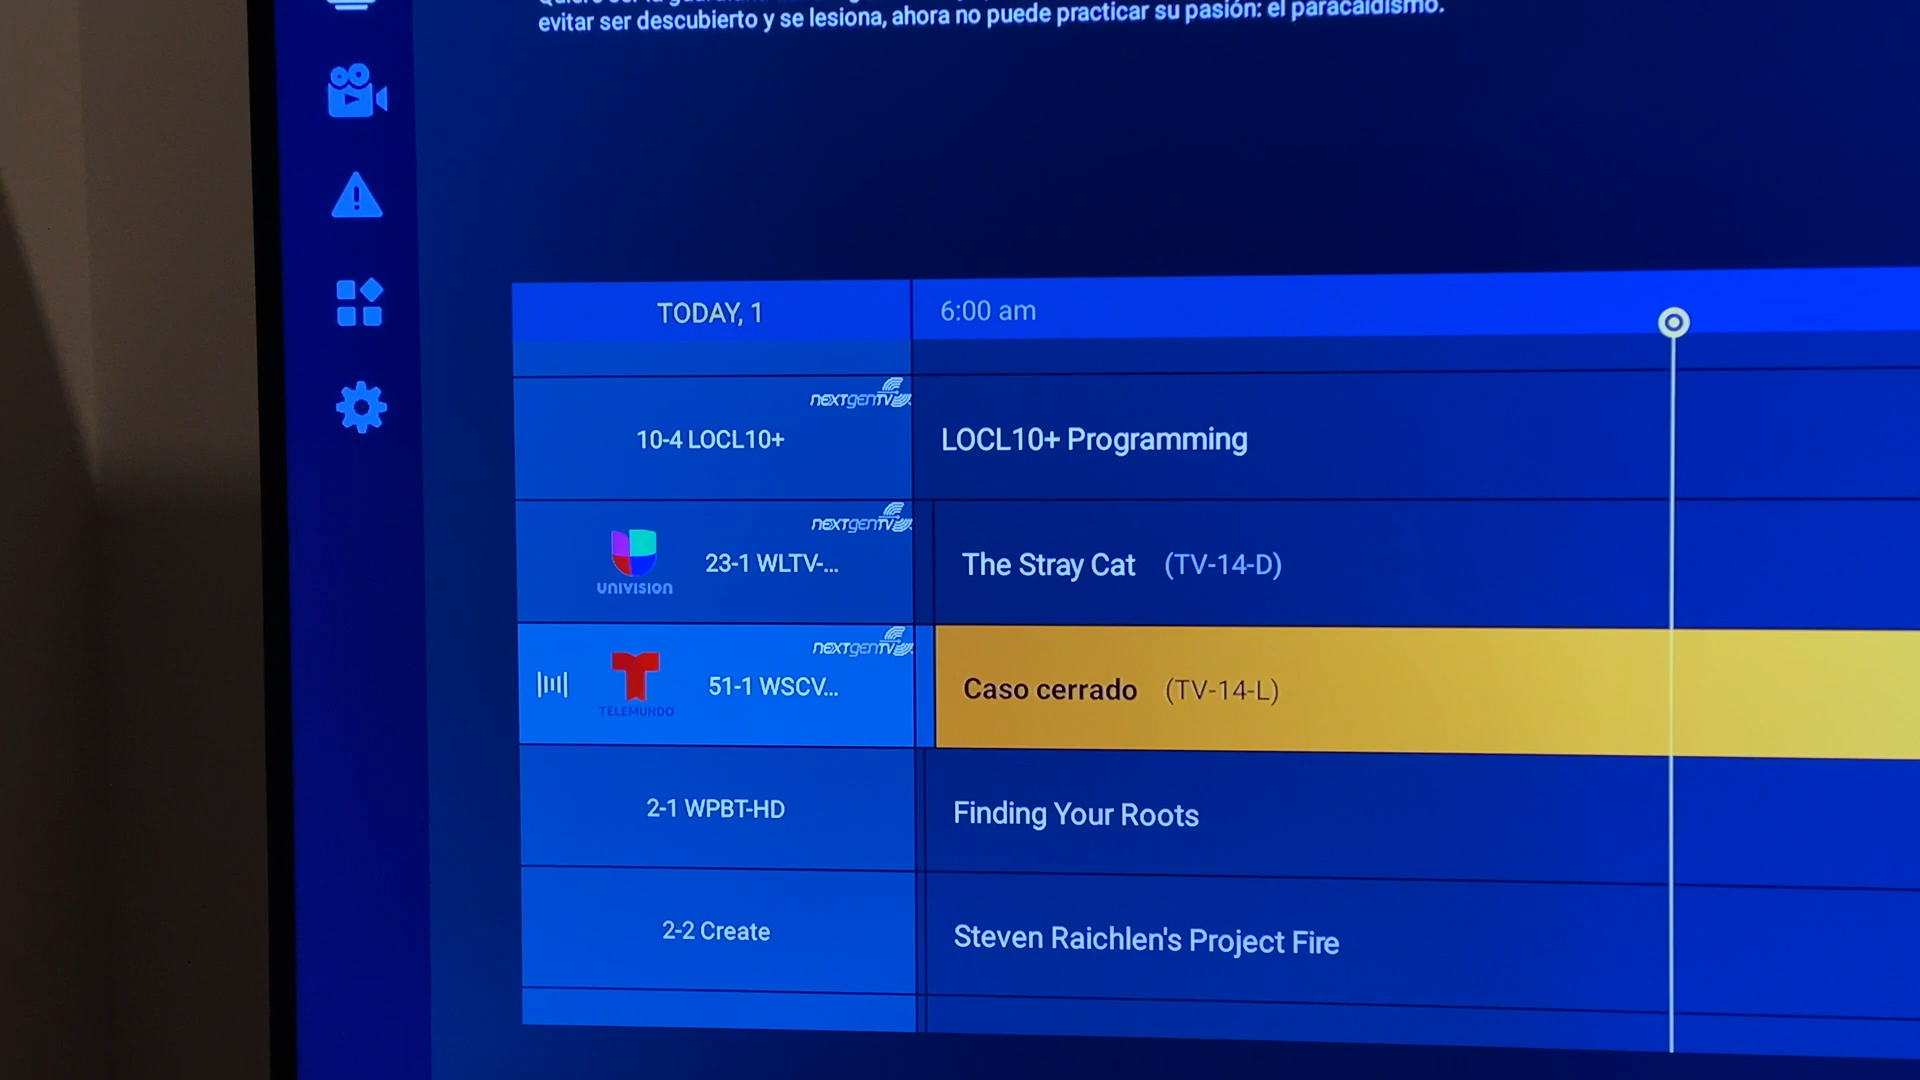 evitar ser descubierto y se lesiona, ahora no puede practicar su pasión: el paracaidismo.
TODAY, 1
6:00 am
NEXTGENTV
10-4 LOCL10+
LOCL10+ Programming
NEXTGENTV
UNIVISION
23-1 WLTV-...
The Stray Cat (TV-14-D)
NEXTGENTV
TELEMUNDO
51-1 WSCV...
Caso cerrado (TV-14-L)
2-1 WPBT-HD
Finding Your Roots
2-2 Create
Steven Raichlen's Project Fire